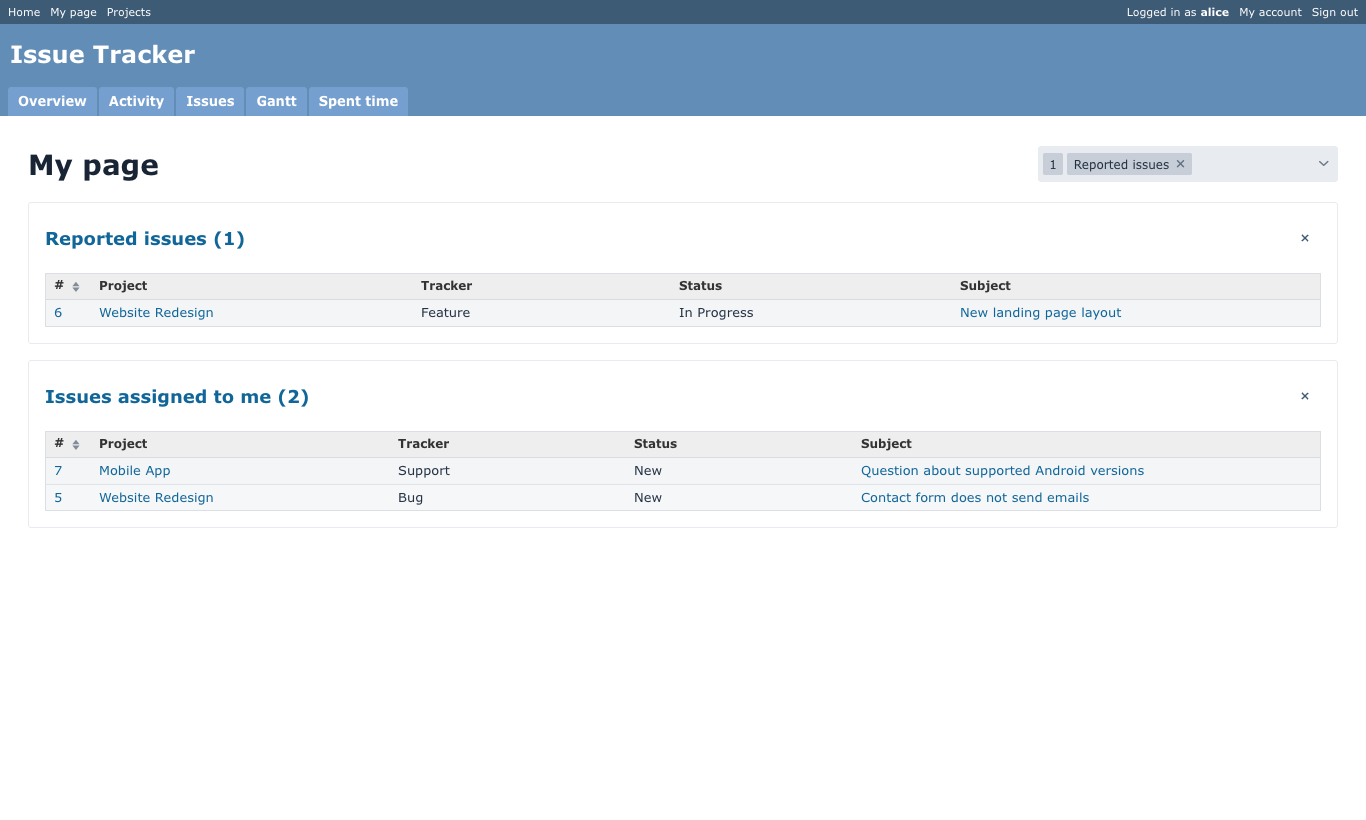 Home My page Projects Logged in as alice My account Sign out
Issue Tracker
Overview Activity Issues Gantt Spent time
My page
1 Reported issues ✕
Reported issues (1) ×
# Project Tracker Status Subject
6 Website Redesign Feature In Progress New landing page layout
Issues assigned to me (2) ×
# Project Tracker Status Subject
7 Mobile App Support New Question about supported Android versions
5 Website Redesign Bug New Contact form does not send emails